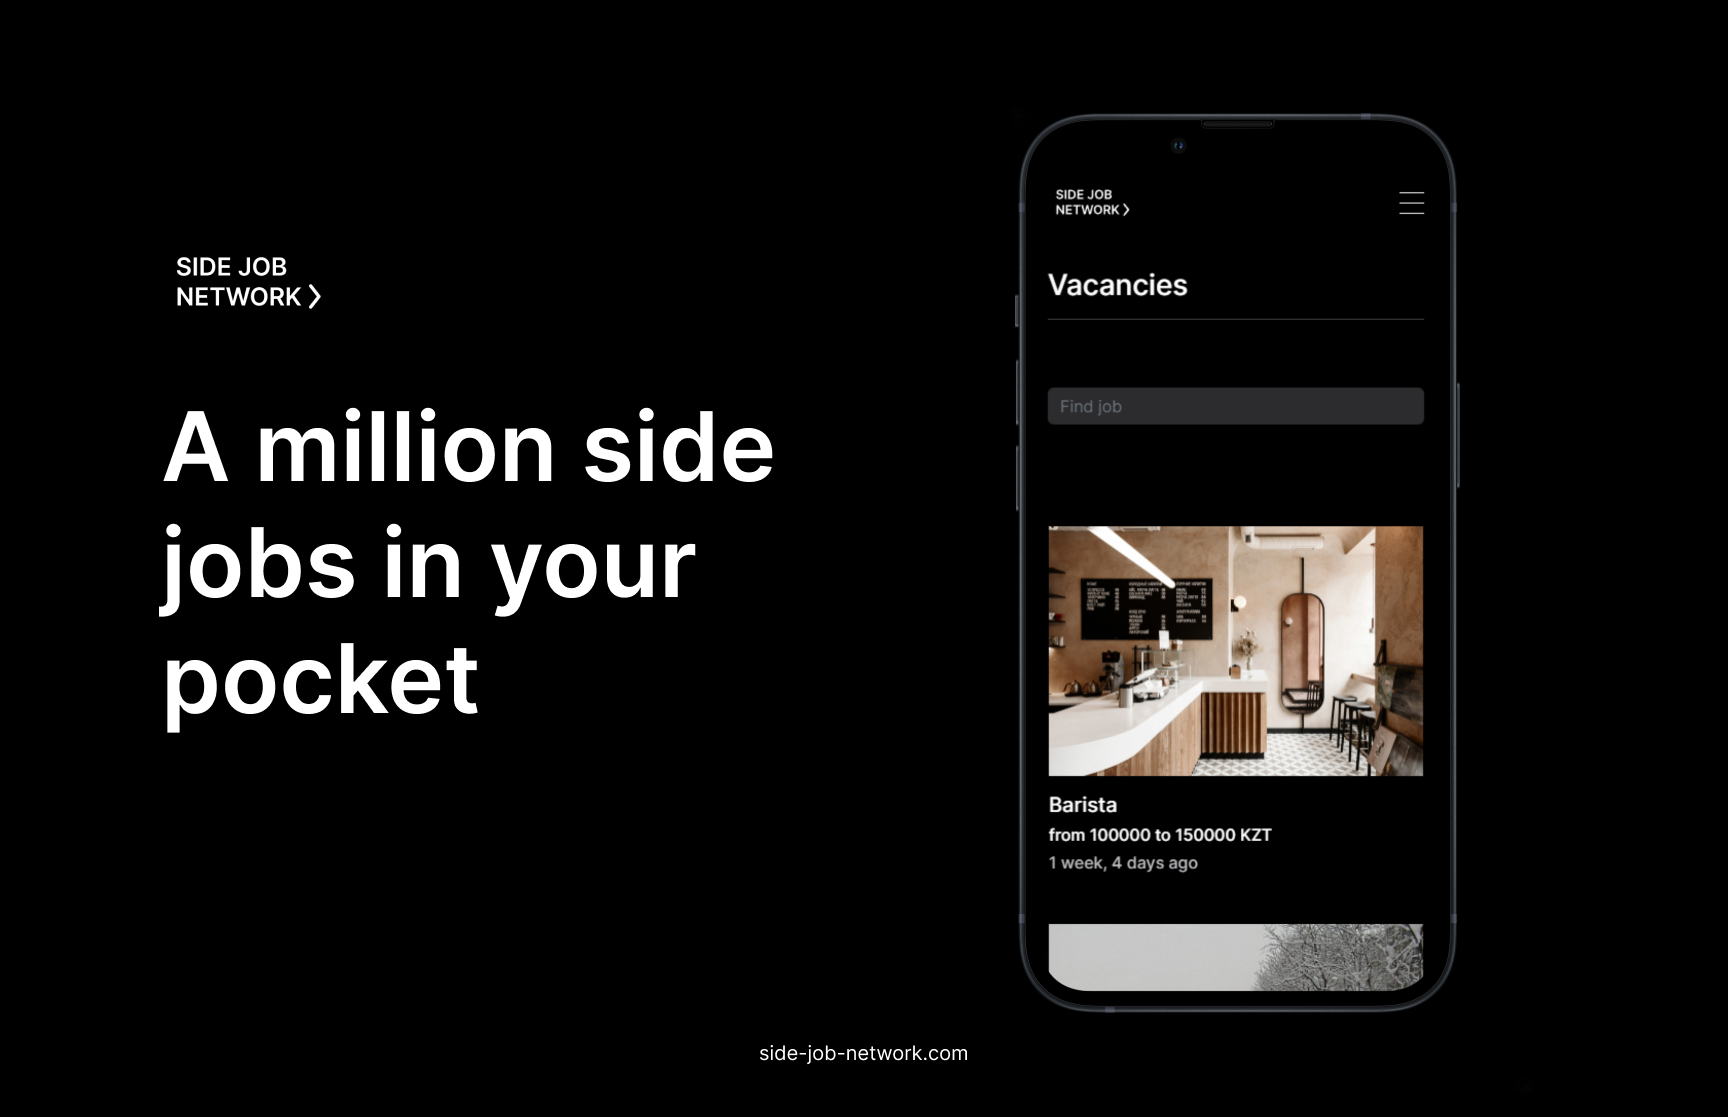 SIDE JOB
NETWORK
A million side
jobs in your
pocket
SIDE JOB
NETWORK
Vacancies
Find job
Barista
from 100000 to 150000 KZT
1 week, 4 days ago
side-job-network.com